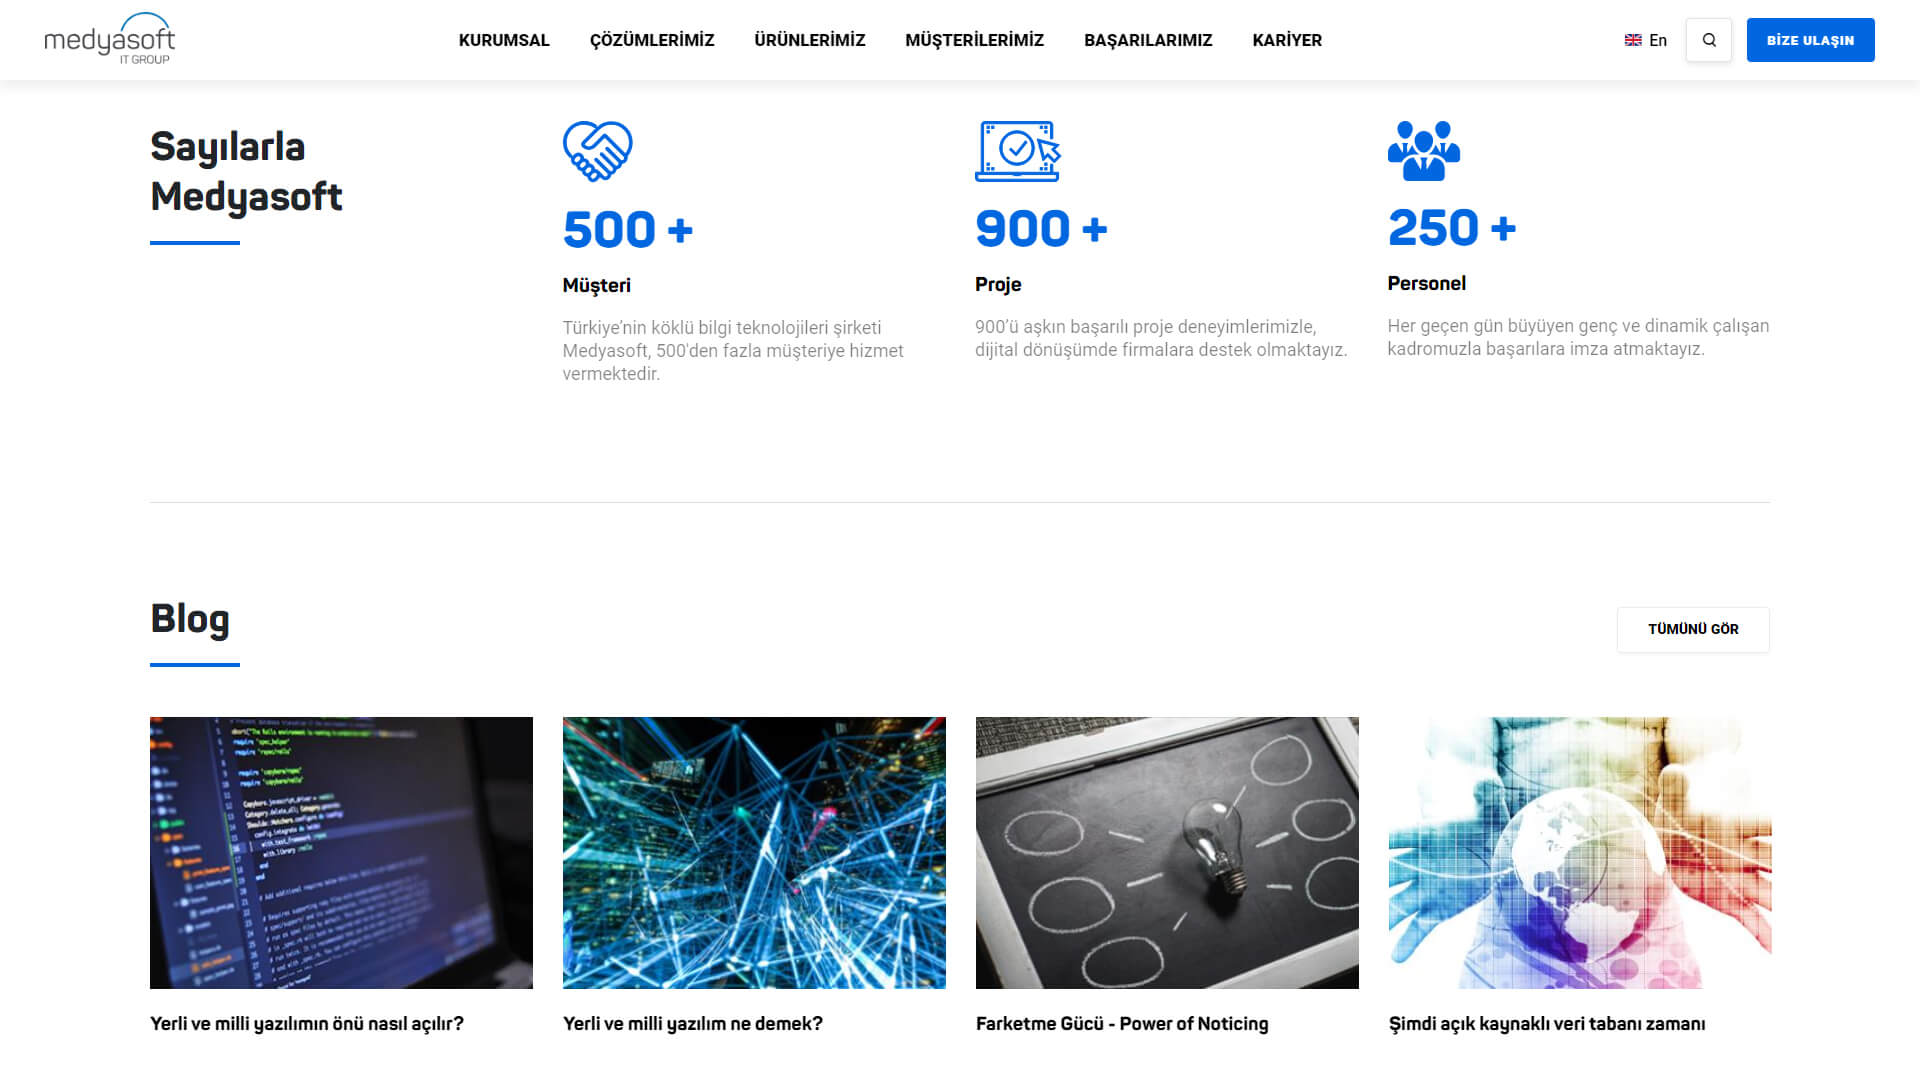 medyasoft
IT GROUP
KURUMSAL
ÇÖZÜMLERİMİZ
ÜRÜNLERİMİZ
MÜŞTERİLERİMİZ
BAŞARILARIMIZ
KARİYER
En
BİZE ULAŞIN
Sayılarla
Medyasoft
500 +
Müşteri
Türkiye’nin köklü bilgi teknolojileri şirketi
Medyasoft, 500'den fazla müşteriye hizmet
vermektedir.
900 +
Proje
900’ü aşkın başarılı proje deneyimlerimizle,
dijital dönüşümde firmalara destek olmaktayız.
250 +
Personel
Her geçen gün büyüyen genç ve dinamik çalışan
kadromuzla başarılara imza atmaktayız.
Blog
TÜMÜNÜ GÖR
Yerli ve milli yazılımın önü nasıl açılır?
Yerli ve milli yazılım ne demek?
Farketme Gücü - Power of Noticing
Şimdi açık kaynaklı veri tabanı zamanı